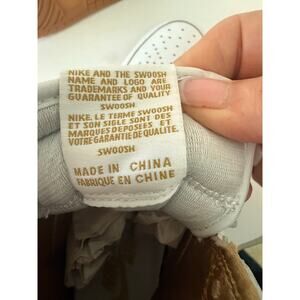 NIKE AND THE SWOOSH
NAME AND LOGO ARE
TRADEMARKS AND YOUR
GUARANTEE OF QUALITY
SWOOSH
NIKE, LE TERME SWOOSH
ET SON SIGLE SONT DES
MARQUES DEPOSEES ET
VOTRE GARANTIE DE QUALITE.
SWOOSH
MADE IN CHINA
FABRIQUE EN CHINE